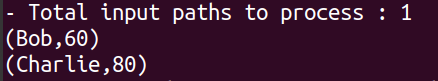 - Total input paths to process : 1
(Bob,60)
(Charlie,80)